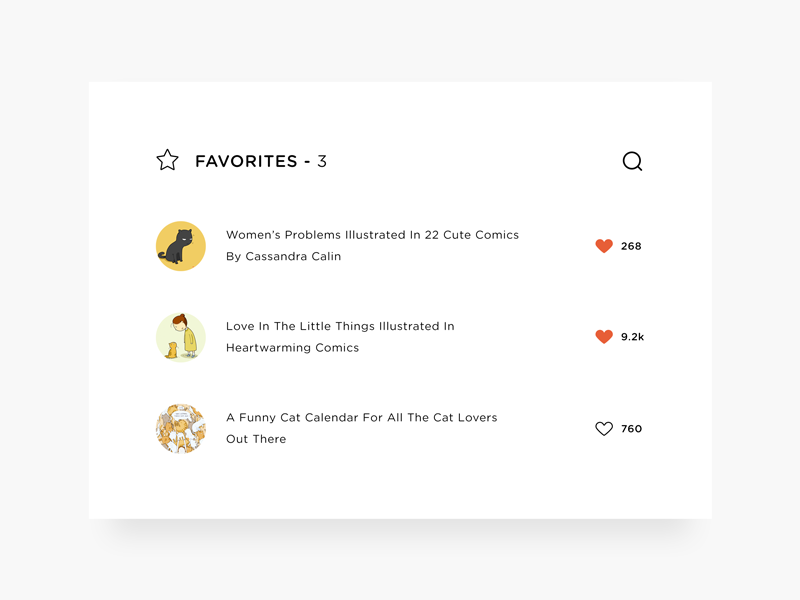 FAVORITES - 3
Women's Problems Illustrated In 22 Cute Comics
By Cassandra Calin
268
Love In The Little Things Illustrated In
Heartwarming Comics
9.2k
A Funny Cat Calendar For All The Cat Lovers
Out There
760